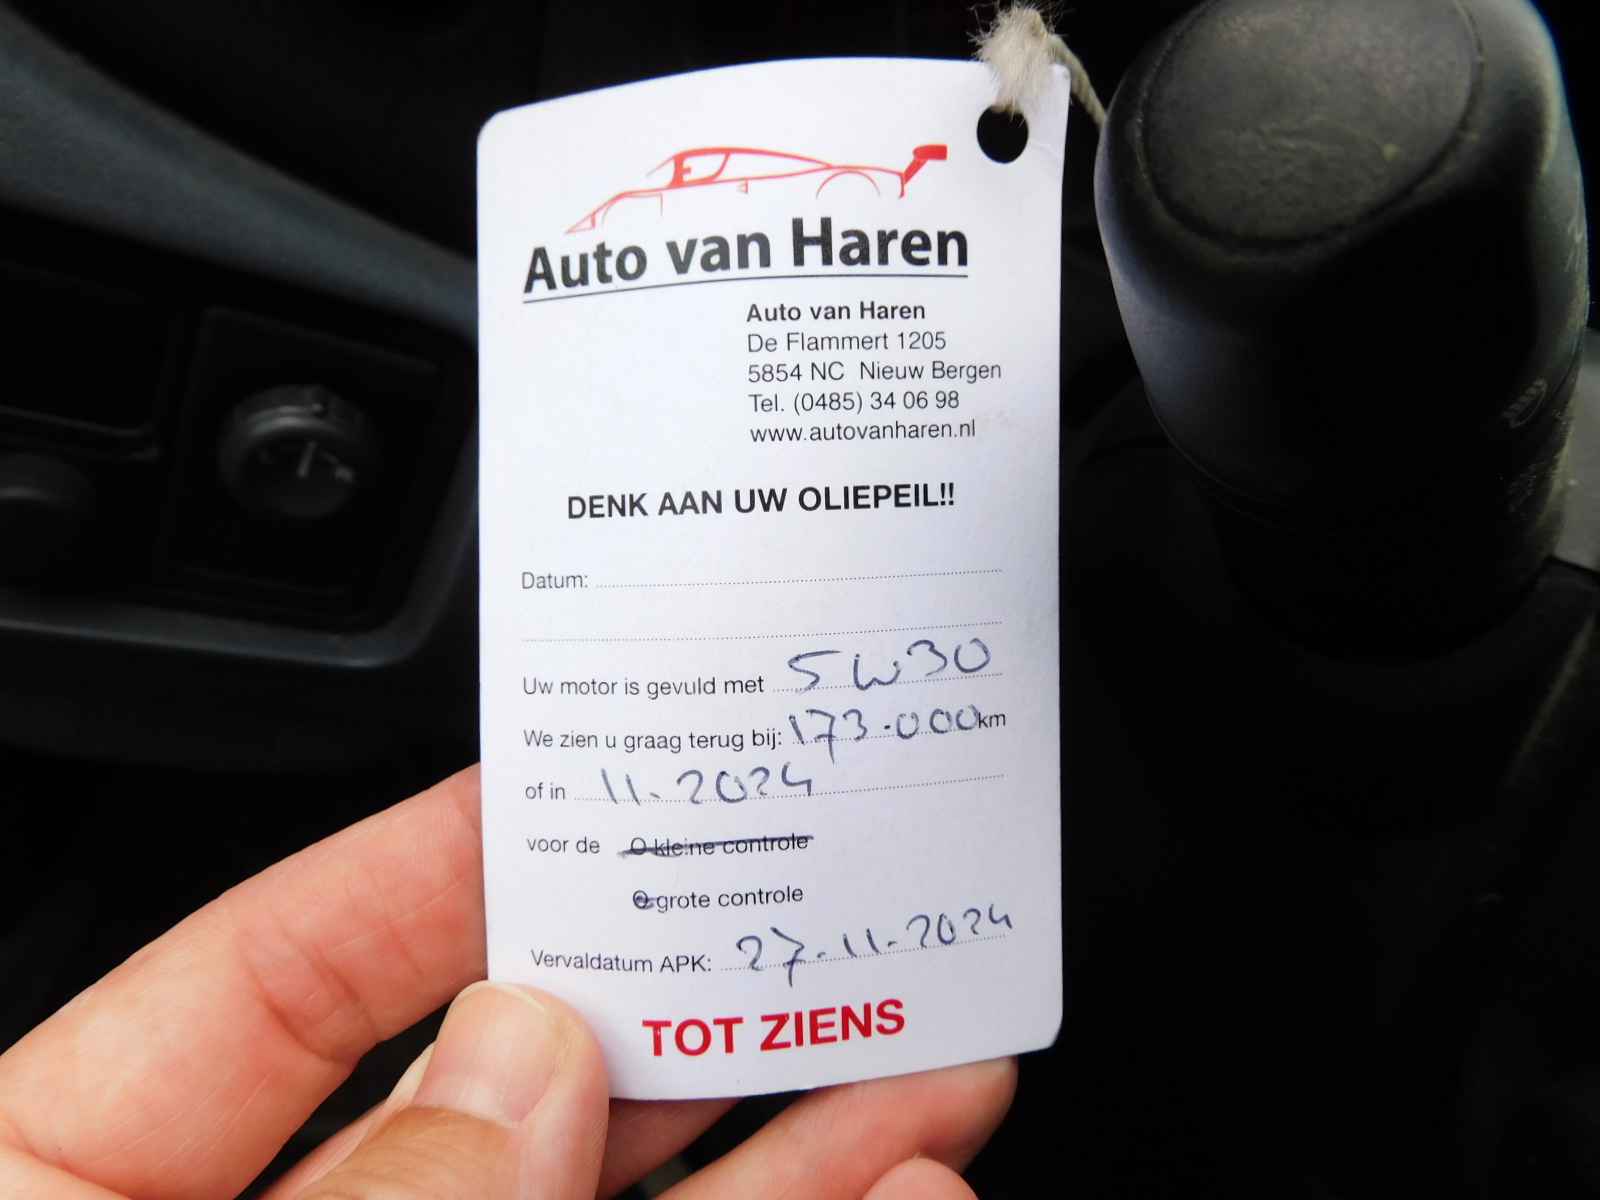 Auto van Haren
Auto van Haren
De Flammert 1205
5854 NC Nieuw Bergen
Tel. (0485) 34 06 98
www.autovanharen.nl
DENK AAN UW OLIEPEIL!!
Datum:
Uw motor is gevuld met 5W30
We zien u graag terug bij: 173.000 km
of in 11-2024
voor de O kleine controle
O grote controle
Vervaldatum APK: 27-11-2024
TOT ZIENS